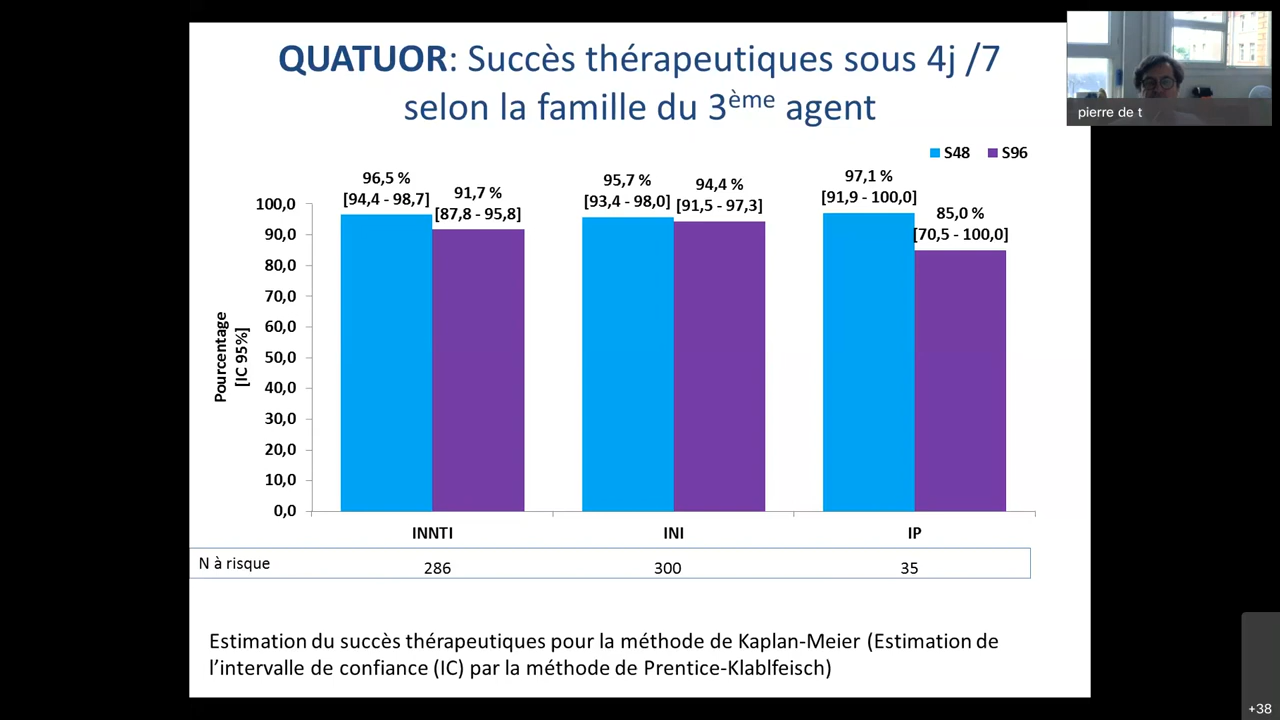 QUATUOR: Succès thérapeutiques sous 4j /7
selon la famille du 3ème agent
pierre de t
S48 S96
96,5 %
[94,4 - 98,7]
91,7 %
[87,8 - 95,8]
95,7 %
[93,4 - 98,0]
94,4 %
[91,5 - 97,3]
97,1 %
[91,9 - 100,0]
85,0 %
[70,5 - 100,0]
100,0
90,0
80,0
70,0
60,0
50,0
40,0
30,0
20,0
10,0
0,0
Pourcentage
[IC 95%]
INNTI INI IP
N à risque 286 300 35
Estimation du succès thérapeutiques pour la méthode de Kaplan-Meier (Estimation de
l’intervalle de confiance (IC) par la méthode de Prentice-Klablfeisch)
+38